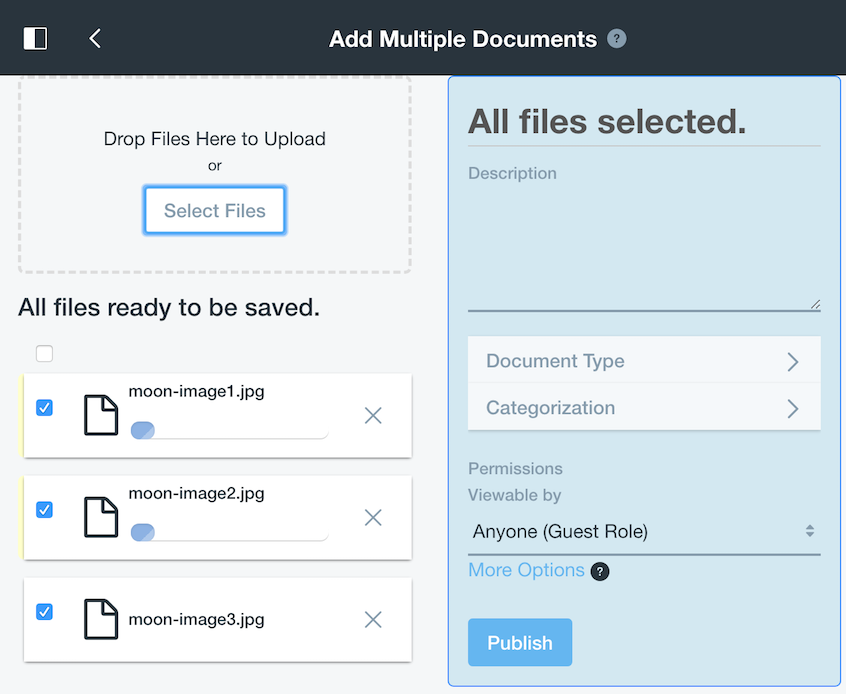 Add Multiple Documents ?
Drop Files Here to Upload
or
Select Files
All files ready to be saved.
moon-image1.jpg
moon-image2.jpg
moon-image3.jpg
All files selected.
Description
Document Type
Categorization
Permissions
Viewable by
Anyone (Guest Role)
More Options ?
Publish